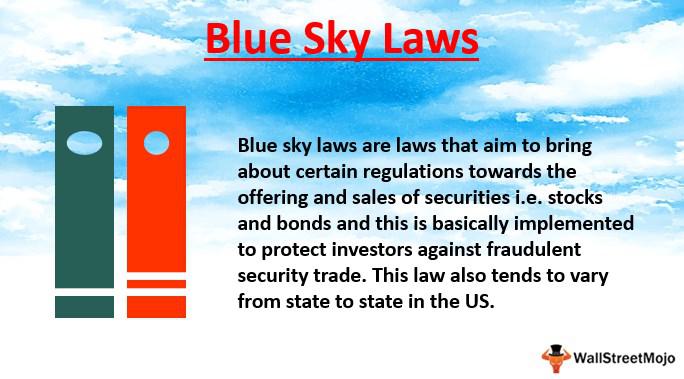 Blue Sky Laws
Blue sky laws are laws that aim to bring
about certain regulations towards the
offering and sales of securities i.e. stocks
and bonds and this is basically implemented
to protect investors against fraudulent
security trade. This law also tends to vary
from state to state in the US.
WallStreetMojo